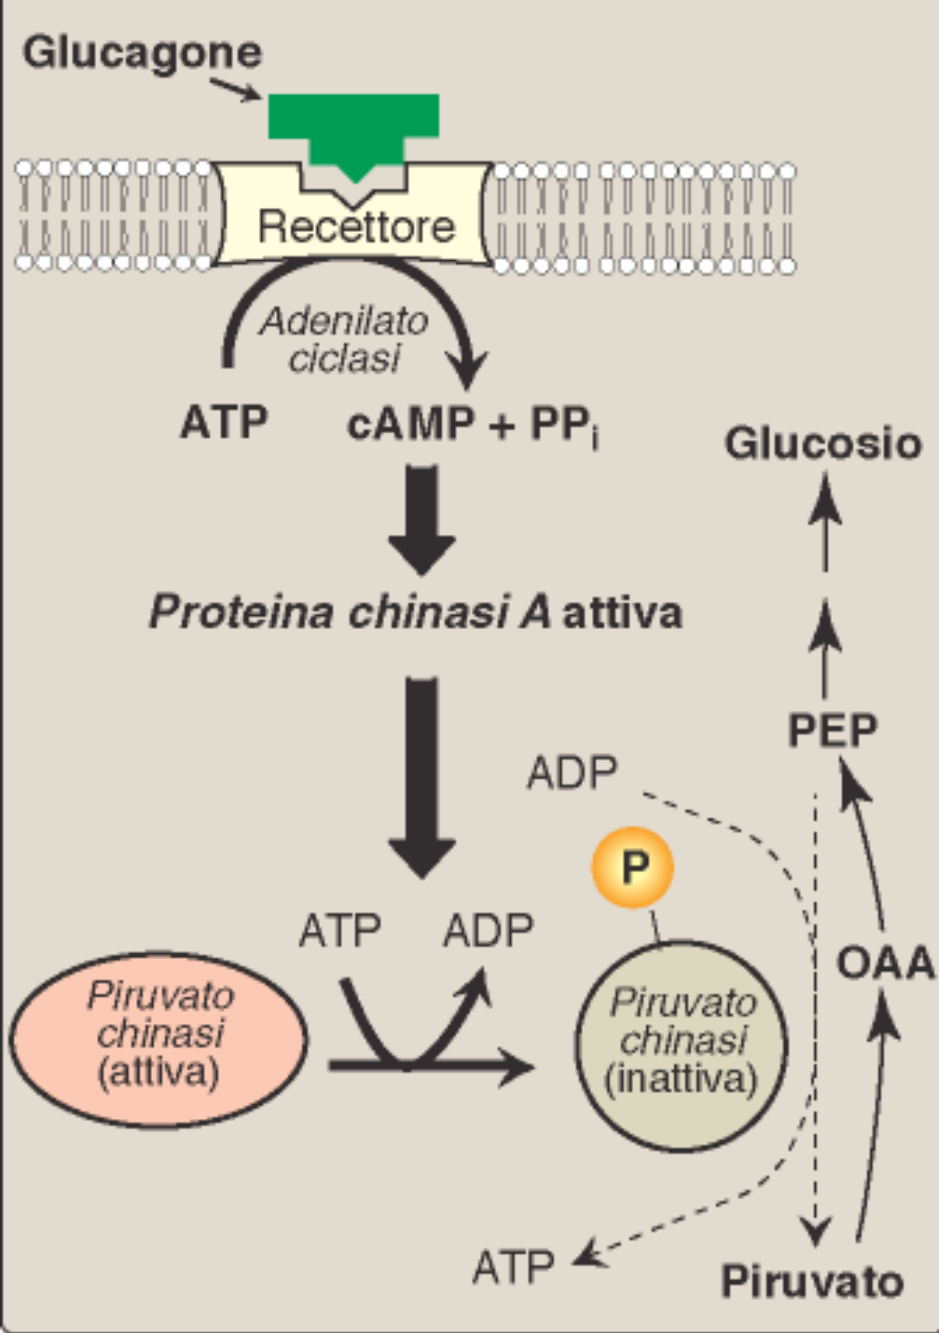 Glucagone
Recettore
Adenilato
ciclasi
ATP
cAMP + PPi
Glucosio
Proteina chinasi A attiva
PEP
ADP
P
ATP
ADP
OAA
Piruvato
chinasi
(attiva)
Piruvato
chinasi
(inattiva)
ATP
Piruvato